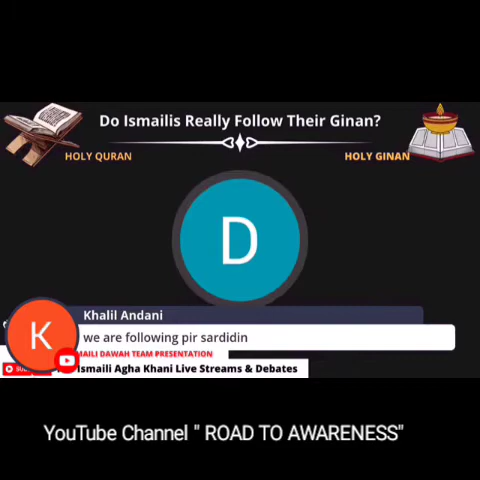 Do Ismailis Really Follow Their Ginan?
HOLY QURAN
HOLY GINAN
D
Khalil Andani
K
we are following pir sardidin
MAILI DAWAH TEAM PRESENTATION
Ismaili Agha Khani Live Streams & Debates
YouTube Channel " ROAD TO AWARENESS"